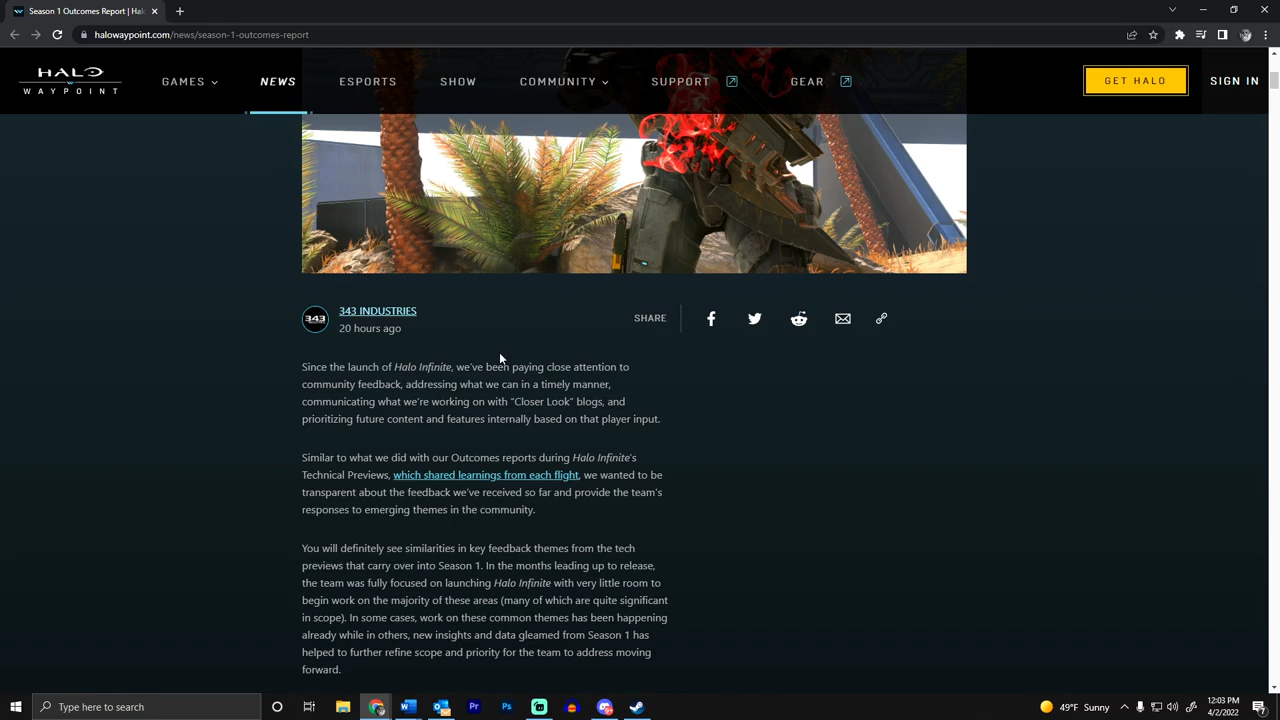 Season 1 Outcomes Report | Halo
halowaypoint.com/news/season-1-outcomes-report
HALO
WAYPOINT
GAMES
NEWS
ESPORTS
SHOW
COMMUNITY
SUPPORT
GEAR
GET HALO
SIGN IN
343
343 INDUSTRIES
20 hours ago
SHARE
Since the launch of Halo Infinite, we've been paying close attention to
community feedback, addressing what we can in a timely manner,
communicating what we're working on with “Closer Look” blogs, and
prioritizing future content and features internally based on that player input.
Similar to what we did with our Outcomes reports during Halo Infinite's
Technical Previews, which shared learnings from each flight, we wanted to be
transparent about the feedback we've received so far and provide the team's
responses to emerging themes in the community.
You will definitely see similarities in key feedback themes from the tech
previews that carry over into Season 1. In the months leading up to release,
the team was fully focused on launching Halo Infinite with very little room to
begin work on the majority of these areas (many of which are quite significant
in scope). In some cases, work on these common themes has been happening
already while in others, new insights and data gleamed from Season 1 has
helped to further refine scope and priority for the team to address moving
forward.
Type here to search
Pr
Ps
49°F Sunny
12:03 PM
4/2/2022